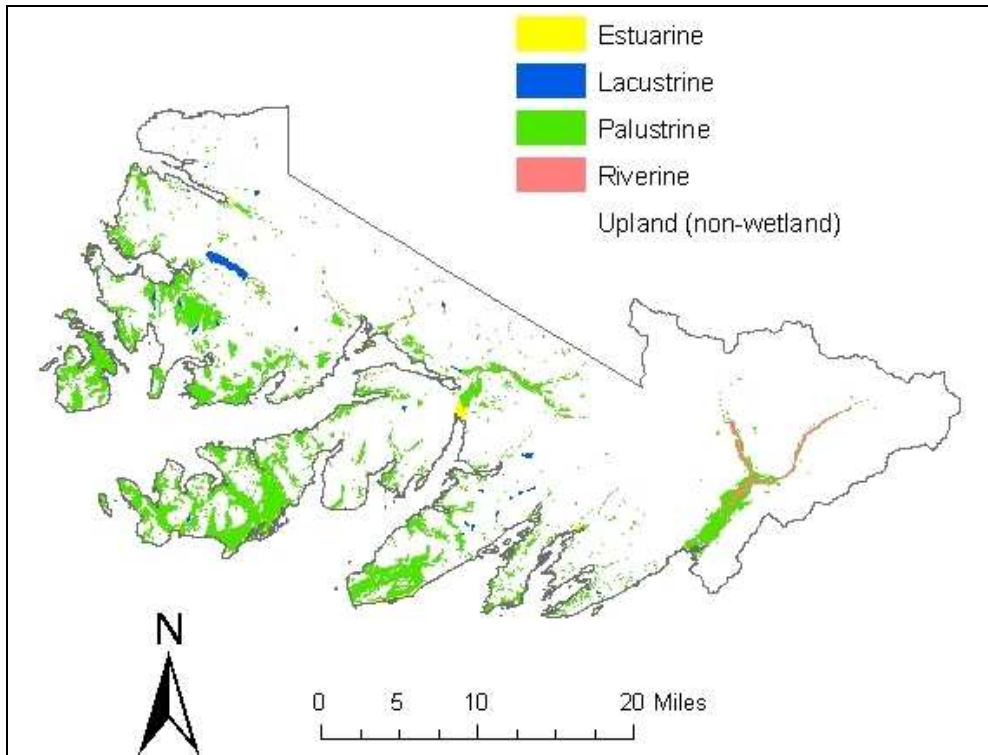 Estuarine
Lacustrine
Palustrine
Riverine
Upland (non-wetland)
N
0 5 10 20 Miles